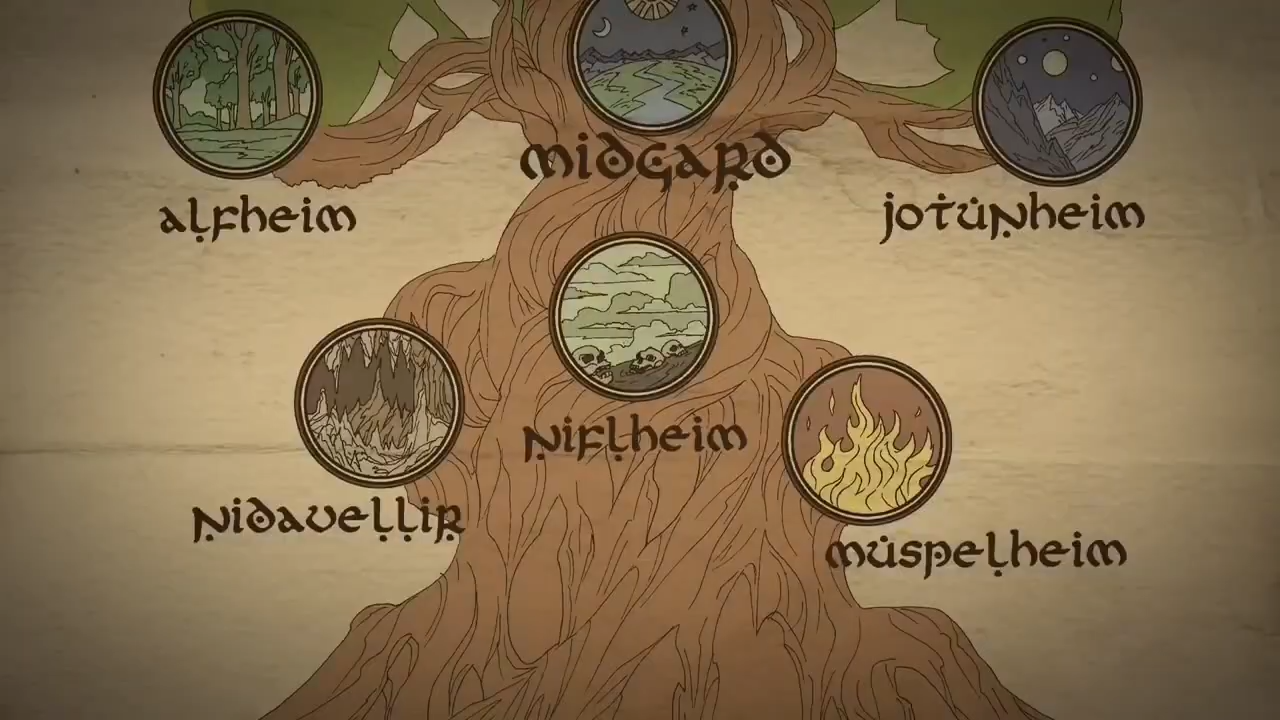 midgard
alfheim
jotunheim
niflheim
nidavellir
muspelheim